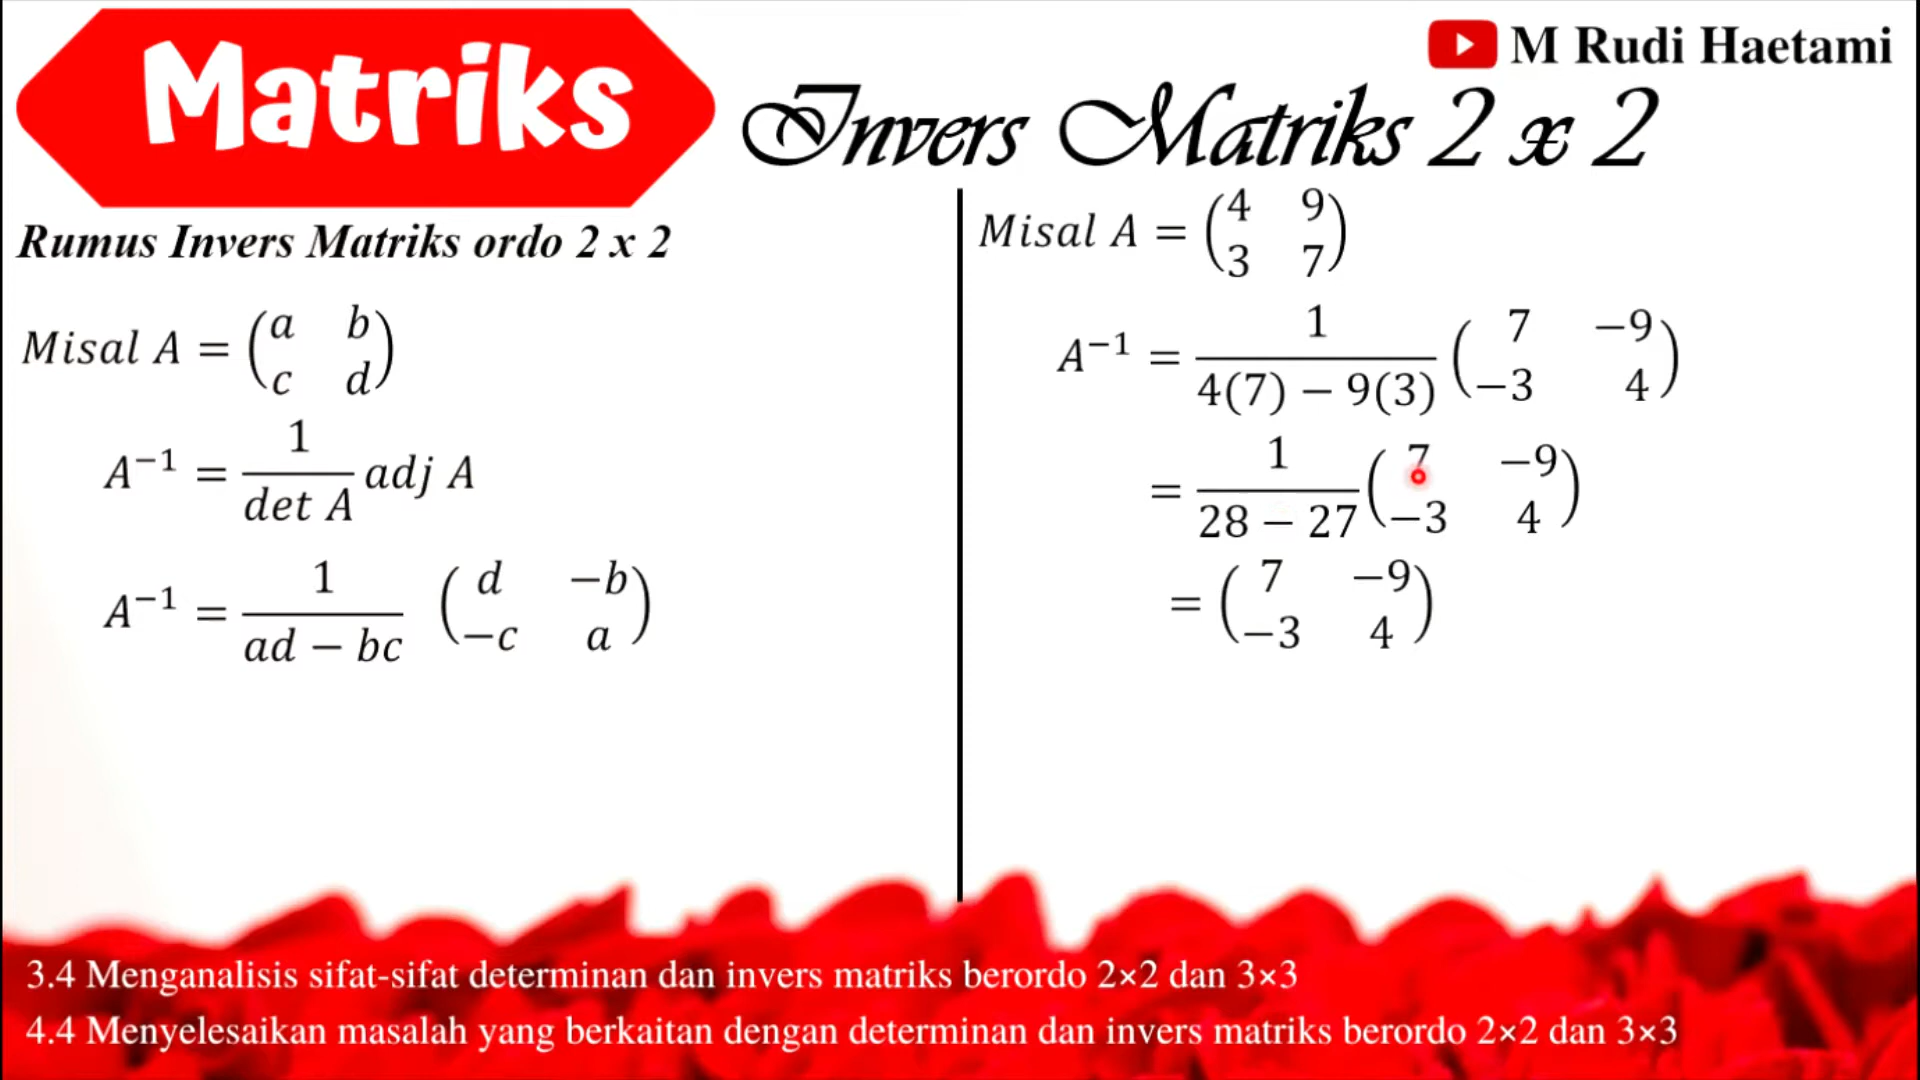 Matriks
M Rudi Haetami
Invers Matriks 2 x 2
Rumus Invers Matriks ordo 2 x 2
Misal A = (a b
c d)
A⁻¹ = 1/det A adj A
A⁻¹ = 1/ad − bc (d −b
−c a)
Misal A = (4 9
3 7)
A⁻¹ = 1/4(7) − 9(3) (7 −9
−3 4)
= 1/28 − 27 (7 −9
−3 4)
= (7 −9
−3 4)
3.4 Menganalisis sifat-sifat determinan dan invers matriks berordo 2×2 dan 3×3
4.4 Menyelesaikan masalah yang berkaitan dengan determinan dan invers matriks berordo 2×2 dan 3×3